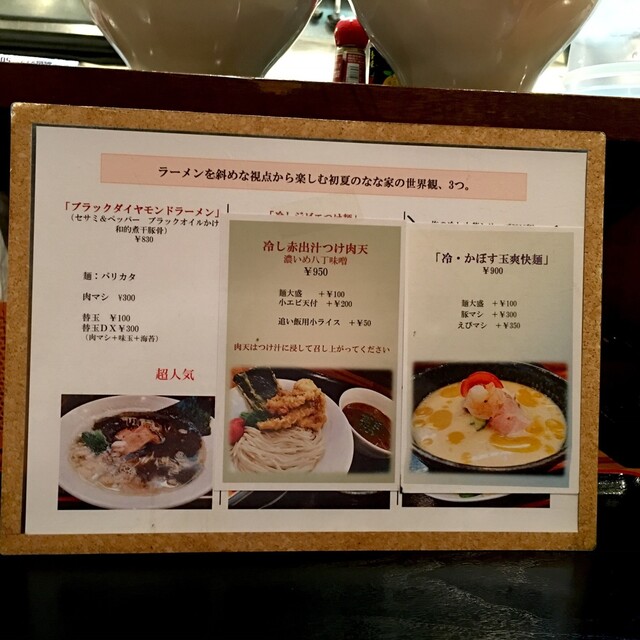 ラーメンを斜めな視点から楽しむ初夏のなな家の世界観、3つ。
「ブラックダイヤモンドラーメン」
(セサミ&ペッパー ブラックオイルかけ
和的煮干豚骨)
¥830
麺：バリカタ
肉マシ ¥300
替玉 ¥100
替玉DX¥300
(肉マシ+味玉+海苔)
超人気
冷し赤出汁つけ肉天
濃いめ八丁味噌
¥950
麺大盛 +¥100
小エビ天付 +¥200
追い飯用小ライス +¥50
肉天はつけ汁に浸して召し上がってください
「冷・かぼす玉爽快麺」
¥900
麺大盛 +¥100
豚マシ +¥300
えびマシ +¥350